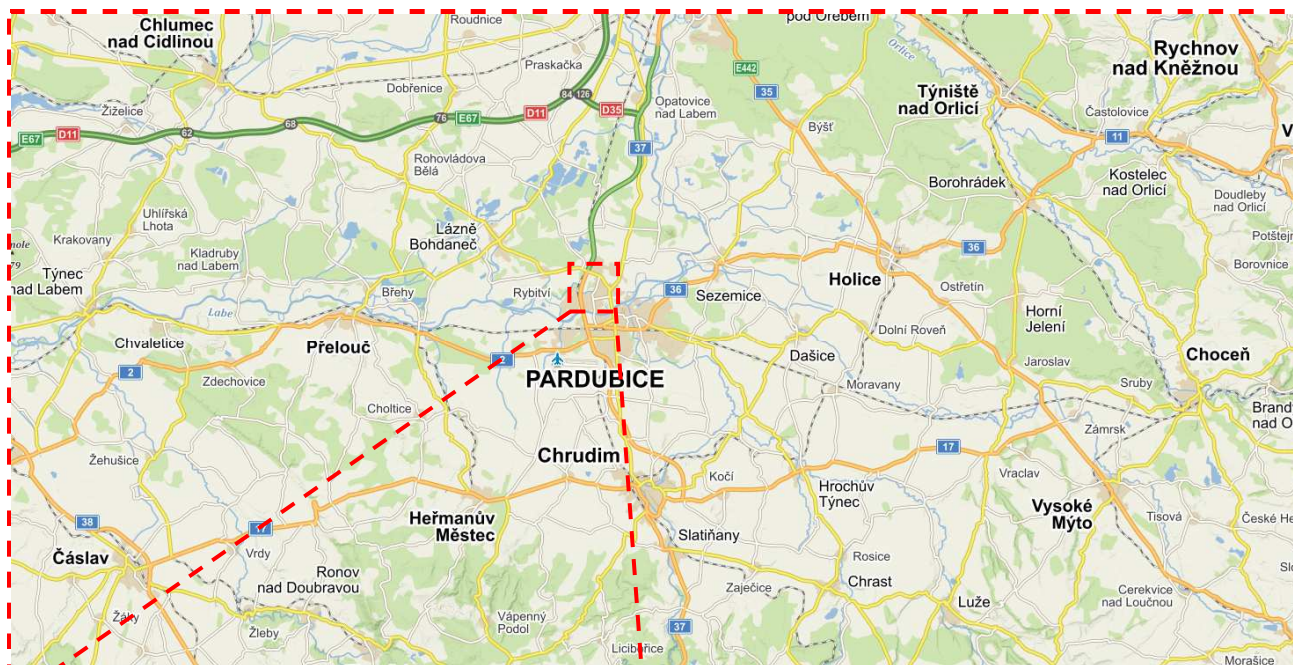 Roudnice
pod Orebem
Chlumec
nad Cidlinou
Praskačka
Orlice
Rychnov
nad Kněžnou
E442
Dobřenice
84
126
35
Týniště
nad Orlicí
Žiželice
E67
D11
62
68
76
E67
D11
D35
Opatovice
nad Labem
Častolovice
Býšť
11
V
37
Rohovládova
Bělá
Kostelec
nad Orlicí
Borohrádek
Doudleby
nad Orlicí
Uhlířská
Lhota
Lázně
Bohdaneč
Krakovany
Kladruby
nad Labem
36
Potštejn
Borovnice
Týnec
nad Labem
Břehy
Rybitví
36
Sezemice
Holice
Ostřetín
Labe
Horní
Jelení
Chvaletice
Přelouč
Dolní Roveň
2
Zdechovice
2
Dašice
Jaroslav
Choceň
PARDUBICE
Moravany
Sruby
Choltice
Zámrsk
Brand
nad O
Žehušice
Chrudim
Kočí
17
Vraclav
Hrochův
Týnec
Vysoké
Mýto
38
17
Heřmanův
Městec
Tisová
České He
Slatiňany
Čáslav
Vrdy
Ronov
nad Doubravou
Rosice
Chrast
Zaječice
Cerekvice
nad Loučnou
Slo
Luže
Žáky
Vápenný
Podol
Žleby
37
Licibořice
Morašice